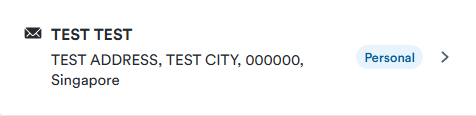 TEST TEST
TEST ADDRESS, TEST CITY, 000000,
Singapore
Personal